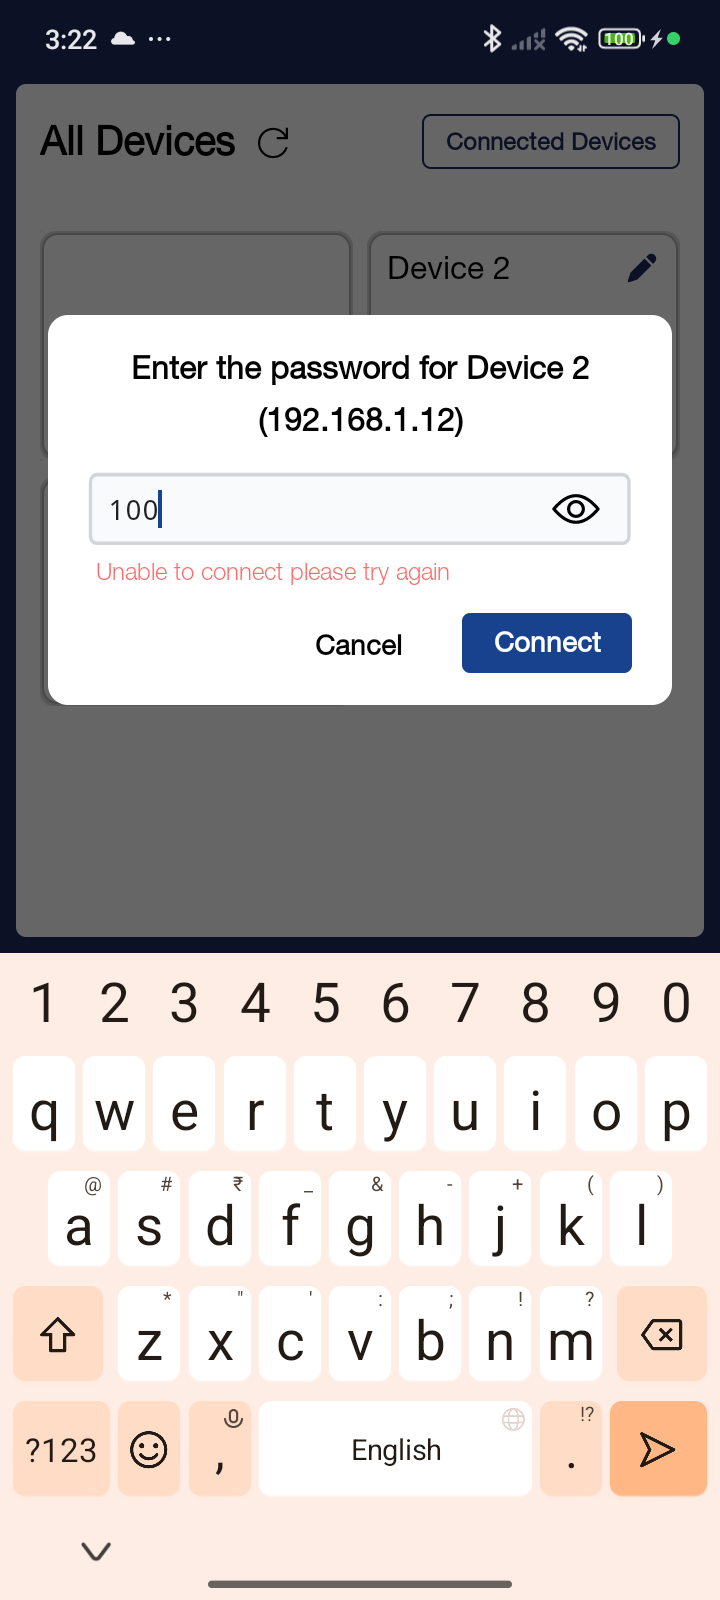 3:22
100
All Devices
Connected Devices
Device 2
Enter the password for Device 2
(192.168.1.12)
100
Unable to connect please try again
Cancel
Connect
1 2 3 4 5 6 7 8 9 0
q w e r t y u i o p
@ # ₹ _ & - + ( )
a s d f g h j k l
* " ' : ; ! ?
z x c v b n m
!?
?123 , English .